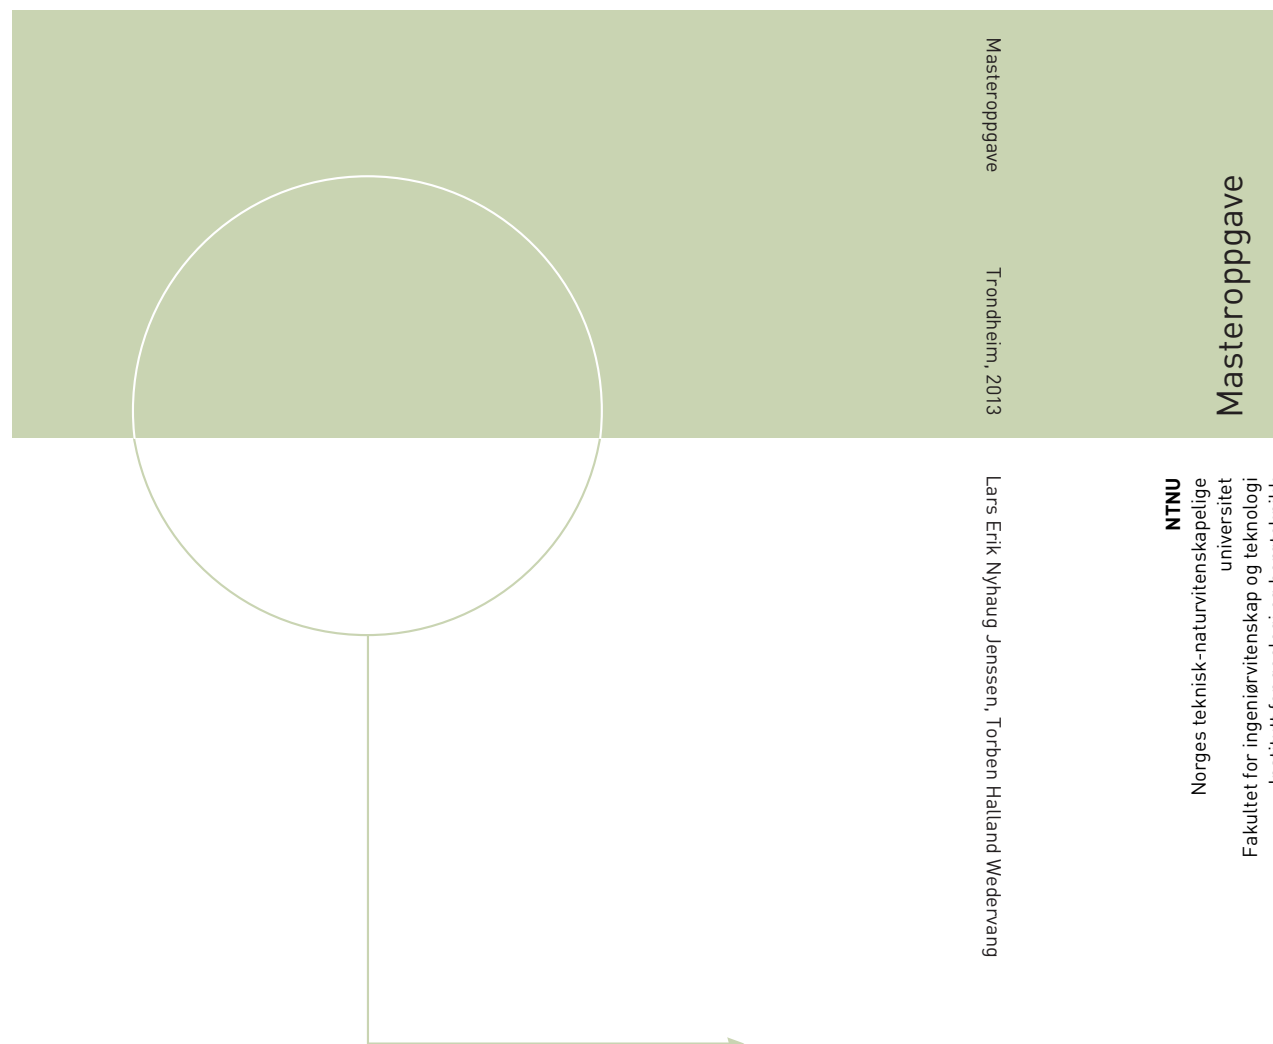 Masteroppgave
Trondheim, 2013
Lars Erik Nyhaug Jenssen, Torben Halland Wedervang
Masteroppgave
NTNU
Norges teknisk-naturvitenskapelige
universitet
Fakultet for ingeniørvitenskap og teknologi